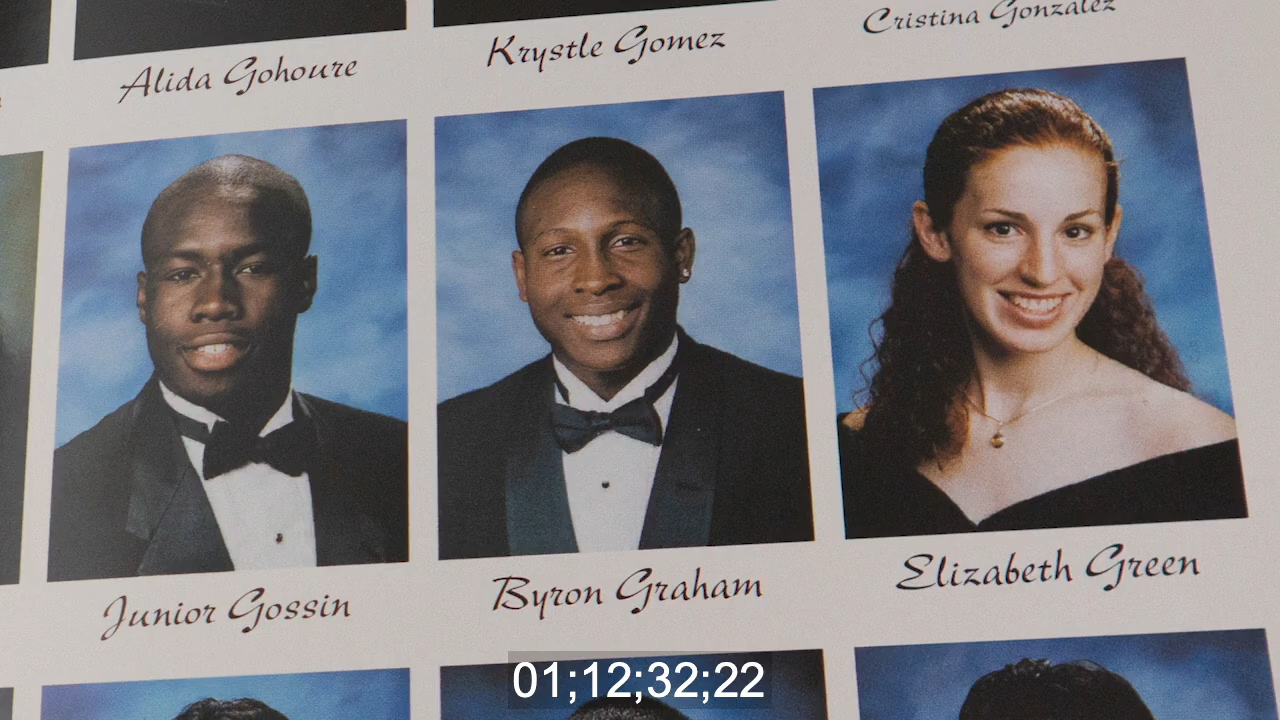 Alida Gohoure
Krystle Gomez
Cristina Gonzalez
Junior Gossin
Byron Graham
Elizabeth Green
01;12;32;22